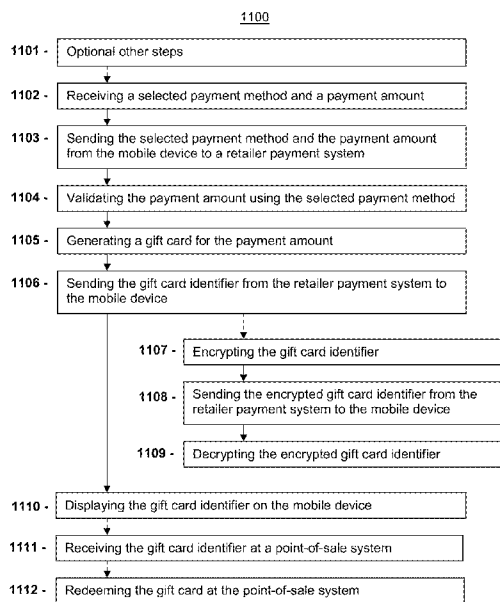 1100
1101 - Optional other steps
1102 - Receiving a selected payment method and a payment amount
1103 - Sending the selected payment method and the payment amount
from the mobile device to a retailer payment system
1104 - Validating the payment amount using the selected payment method
1105 - Generating a gift card for the payment amount
1106 - Sending the gift card identifier from the retailer payment system to
the mobile device
1107 - Encrypting the gift card identifier
1108 - Sending the encrypted gift card identifier from the
retailer payment system to the mobile device
1109 - Decrypting the encrypted gift card identifier
1110 - Displaying the gift card identifier on the mobile device
1111 - Receiving the gift card identifier at a point-of-sale system
1112 - Redeeming the gift card at the point-of-sale system